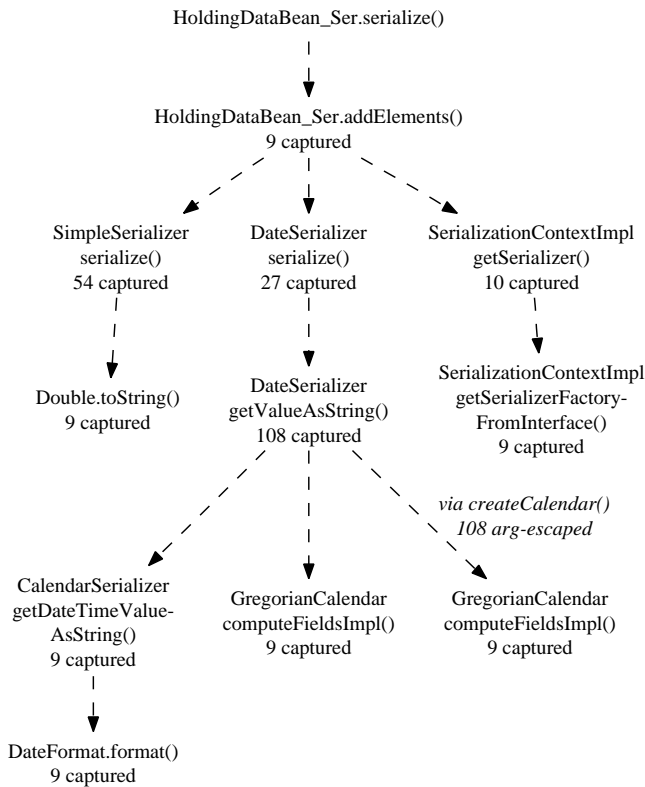 HoldingDataBean_Ser.serialize()
HoldingDataBean_Ser.addElements()
9 captured
SimpleSerializer
serialize()
54 captured
DateSerializer
serialize()
27 captured
SerializationContextImpl
getSerializer()
10 captured
Double.toString()
9 captured
DateSerializer
getValueAsString()
108 captured
SerializationContextImpl
getSerializerFactory-
FromInterface()
9 captured
via createCalendar()
108 arg-escaped
CalendarSerializer
getDateTimeValue-
AsString()
9 captured
GregorianCalendar
computeFieldsImpl()
9 captured
GregorianCalendar
computeFieldsImpl()
9 captured
DateFormat.format()
9 captured